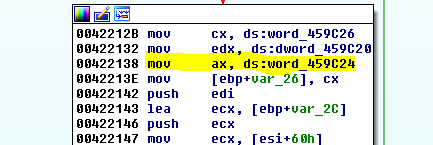 0042212B mov cx, ds:word_459C26
00422132 mov edx, ds:dword_459C20
00422138 mov ax, ds:word_459C24
0042213E mov [ebp+var_26], cx
00422142 push edi
00422143 lea ecx, [ebp+var_2C]
00422146 push ecx
00422147 mov ecx, [esi+60h]